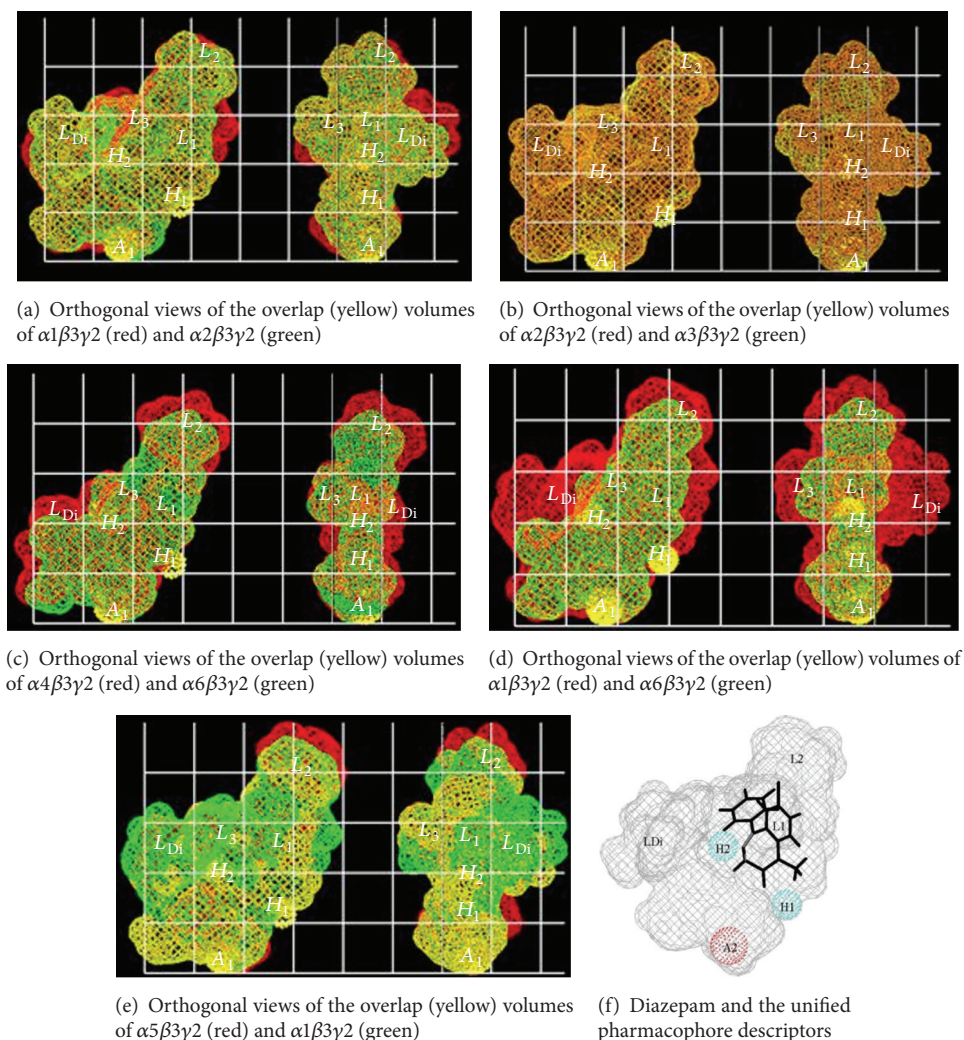 L2 L2
LDi L3 L1 L3 L1 LDi
H2 H2
H1 H1
A1 A1
(a) Orthogonal views of the overlap (yellow) volumes
of α1β3γ2 (red) and α2β3γ2 (green)
L2 L2
LDi L3 L1 L3 L1 LDi
H2 H2
H1 H1
A1 A1
(b) Orthogonal views of the overlap (yellow) volumes
of α2β3γ2 (red) and α3β3γ2 (green)
L2 L2
LDi L3 L1 L3 L1 LDi
H2 H2
H1 H1
A1 A1
(c) Orthogonal views of the overlap (yellow) volumes
of α4β3γ2 (red) and α6β3γ2 (green)
L2 L2
LDi L3 L1 L3 L1 LDi
H2 H2
H1 H1
A1 A1
(d) Orthogonal views of the overlap (yellow) volumes of
α1β3γ2 (red) and α6β3γ2 (green)
L2 L2
LDi L3 L1 L3 L1 LDi
H2 H2
H1 H1
A1 A1
(e) Orthogonal views of the overlap (yellow) volumes
of α5β3γ2 (red) and α1β3γ2 (green)
L2
L1
LDi H2
H1
A2
(f) Diazepam and the unified
pharmacophore descriptors